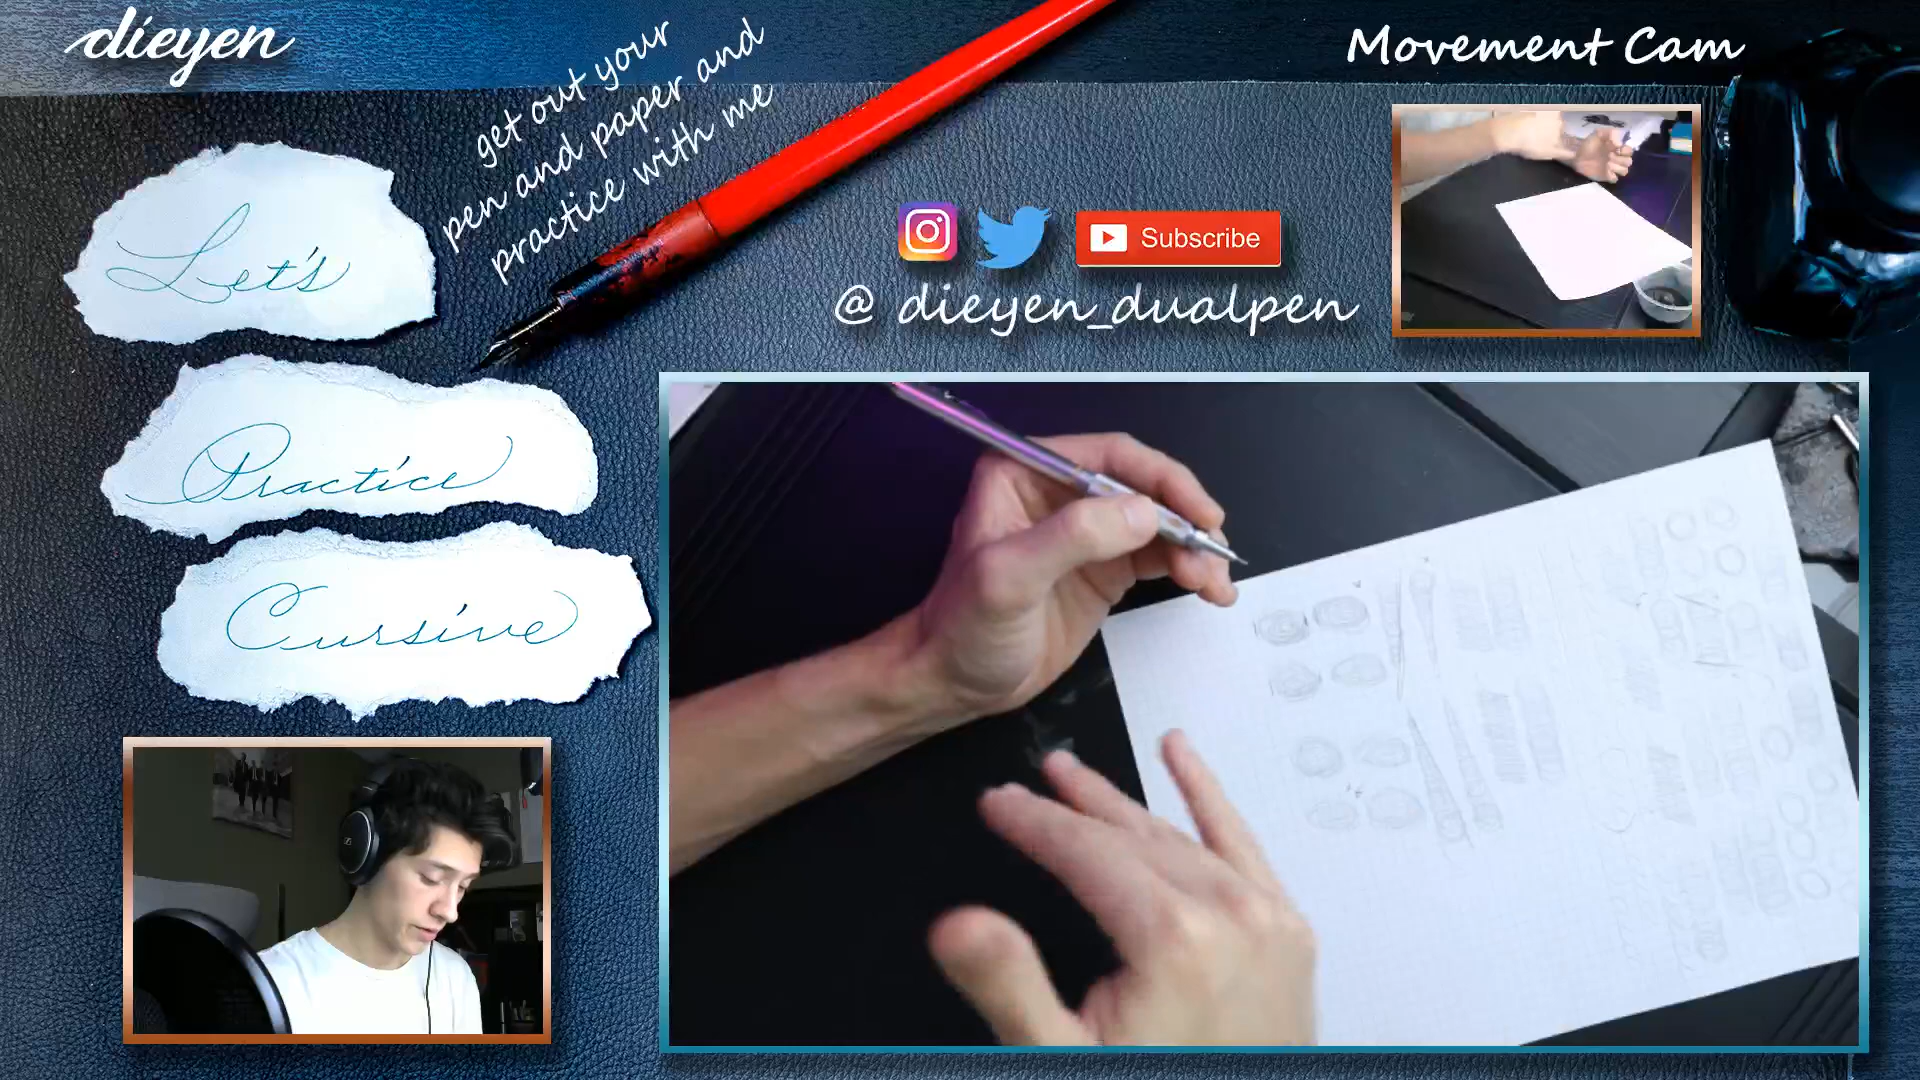 dieyen
get out your
pen and paper and
practice with me
Movement Cam
Subscribe
@ dieyen_dualpen
Let's
Practice
Cursive